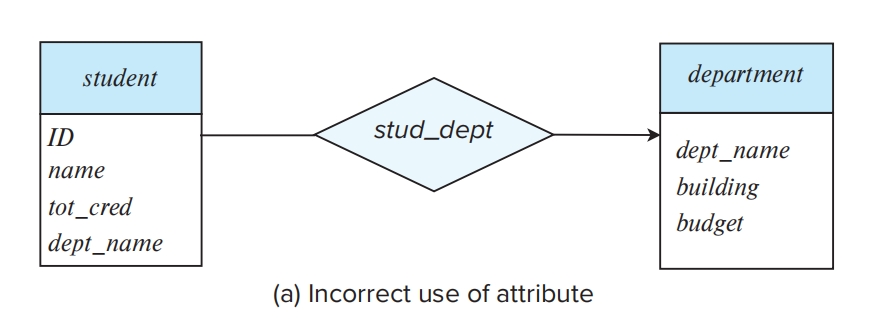 student
ID
name
tot_cred
dept_name
stud_dept
department
dept_name
building
budget
(a) Incorrect use of attribute